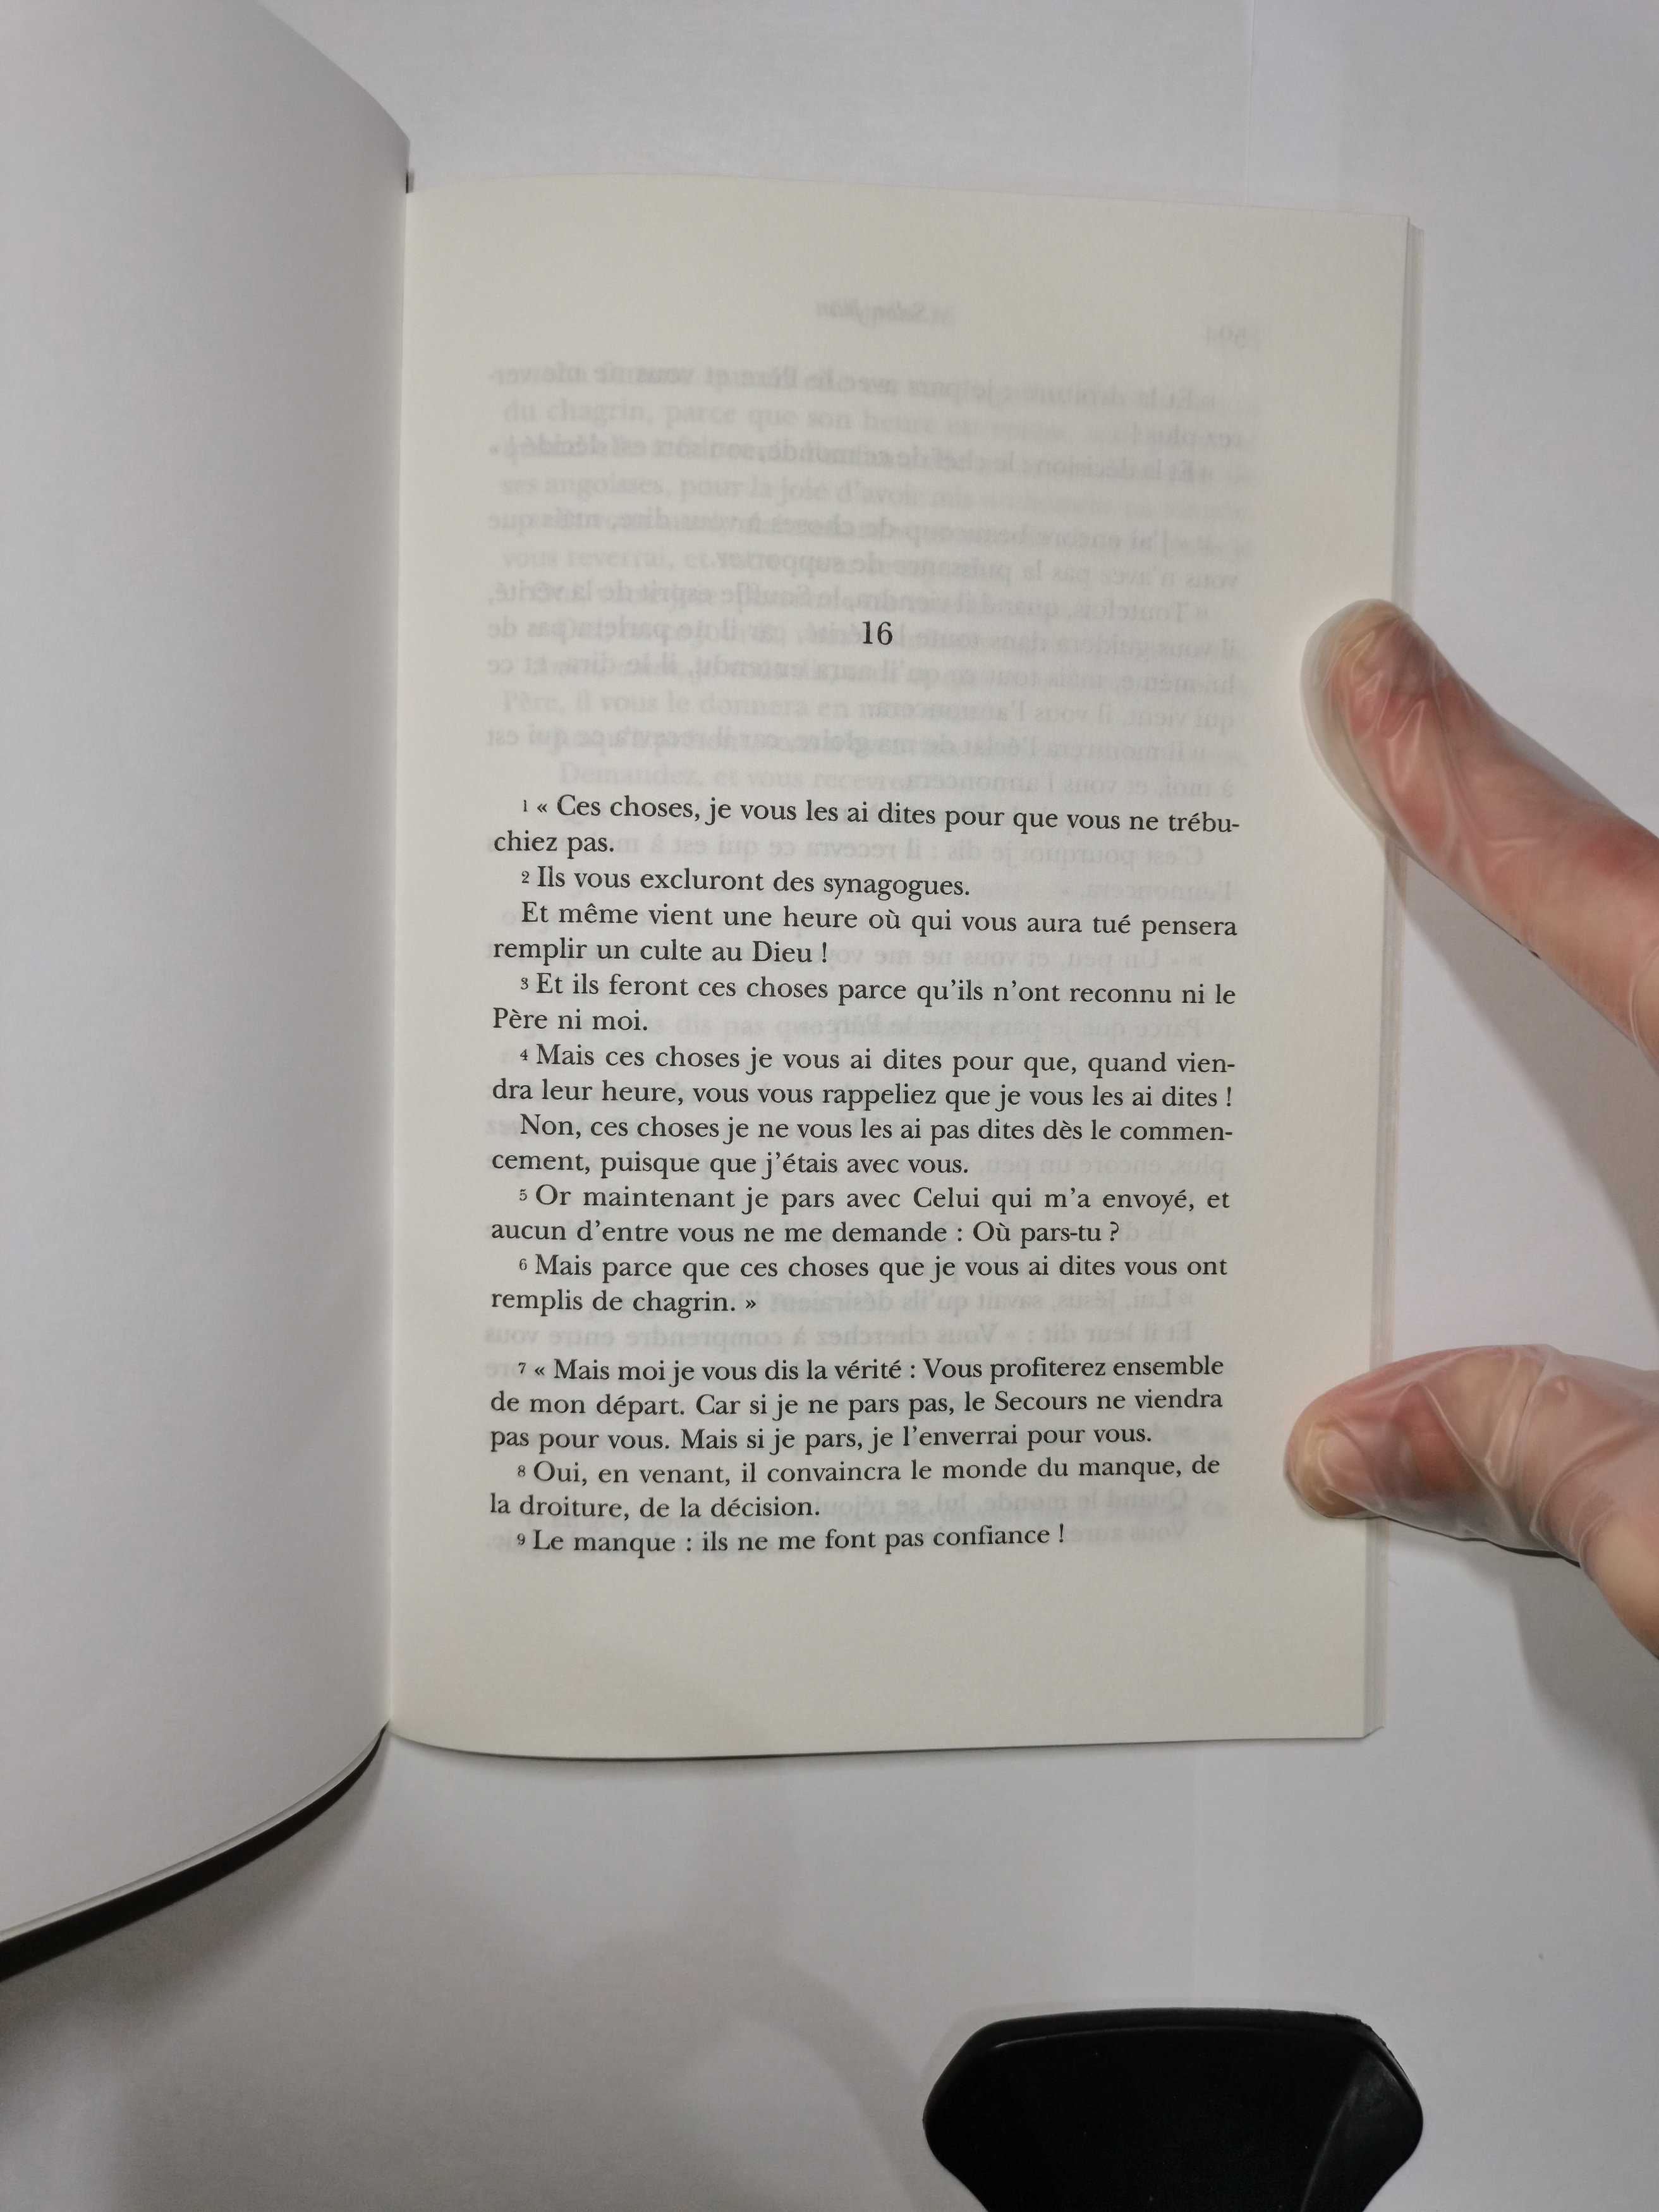 16
1 « Ces choses, je vous les ai dites pour que vous ne trébu-
chiez pas.
2 Ils vous excluront des synagogues.
Et même vient une heure où qui vous aura tué pensera
remplir un culte au Dieu !
3 Et ils feront ces choses parce qu'ils n'ont reconnu ni le
Père ni moi.
4 Mais ces choses je vous ai dites pour que, quand vien-
dra leur heure, vous vous rappeliez que je vous les ai dites !
Non, ces choses je ne vous les ai pas dites dès le commen-
cement, puisque que j'étais avec vous.
5 Or maintenant je pars avec Celui qui m'a envoyé, et
aucun d'entre vous ne me demande : Où pars-tu ?
6 Mais parce que ces choses que je vous ai dites vous ont
remplis de chagrin. »
7 « Mais moi je vous dis la vérité : Vous profiterez ensemble
de mon départ. Car si je ne pars pas, le Secours ne viendra
pas pour vous. Mais si je pars, je l'enverrai pour vous.
8 Oui, en venant, il convaincra le monde du manque, de
la droiture, de la décision.
9 Le manque : ils ne me font pas confiance !